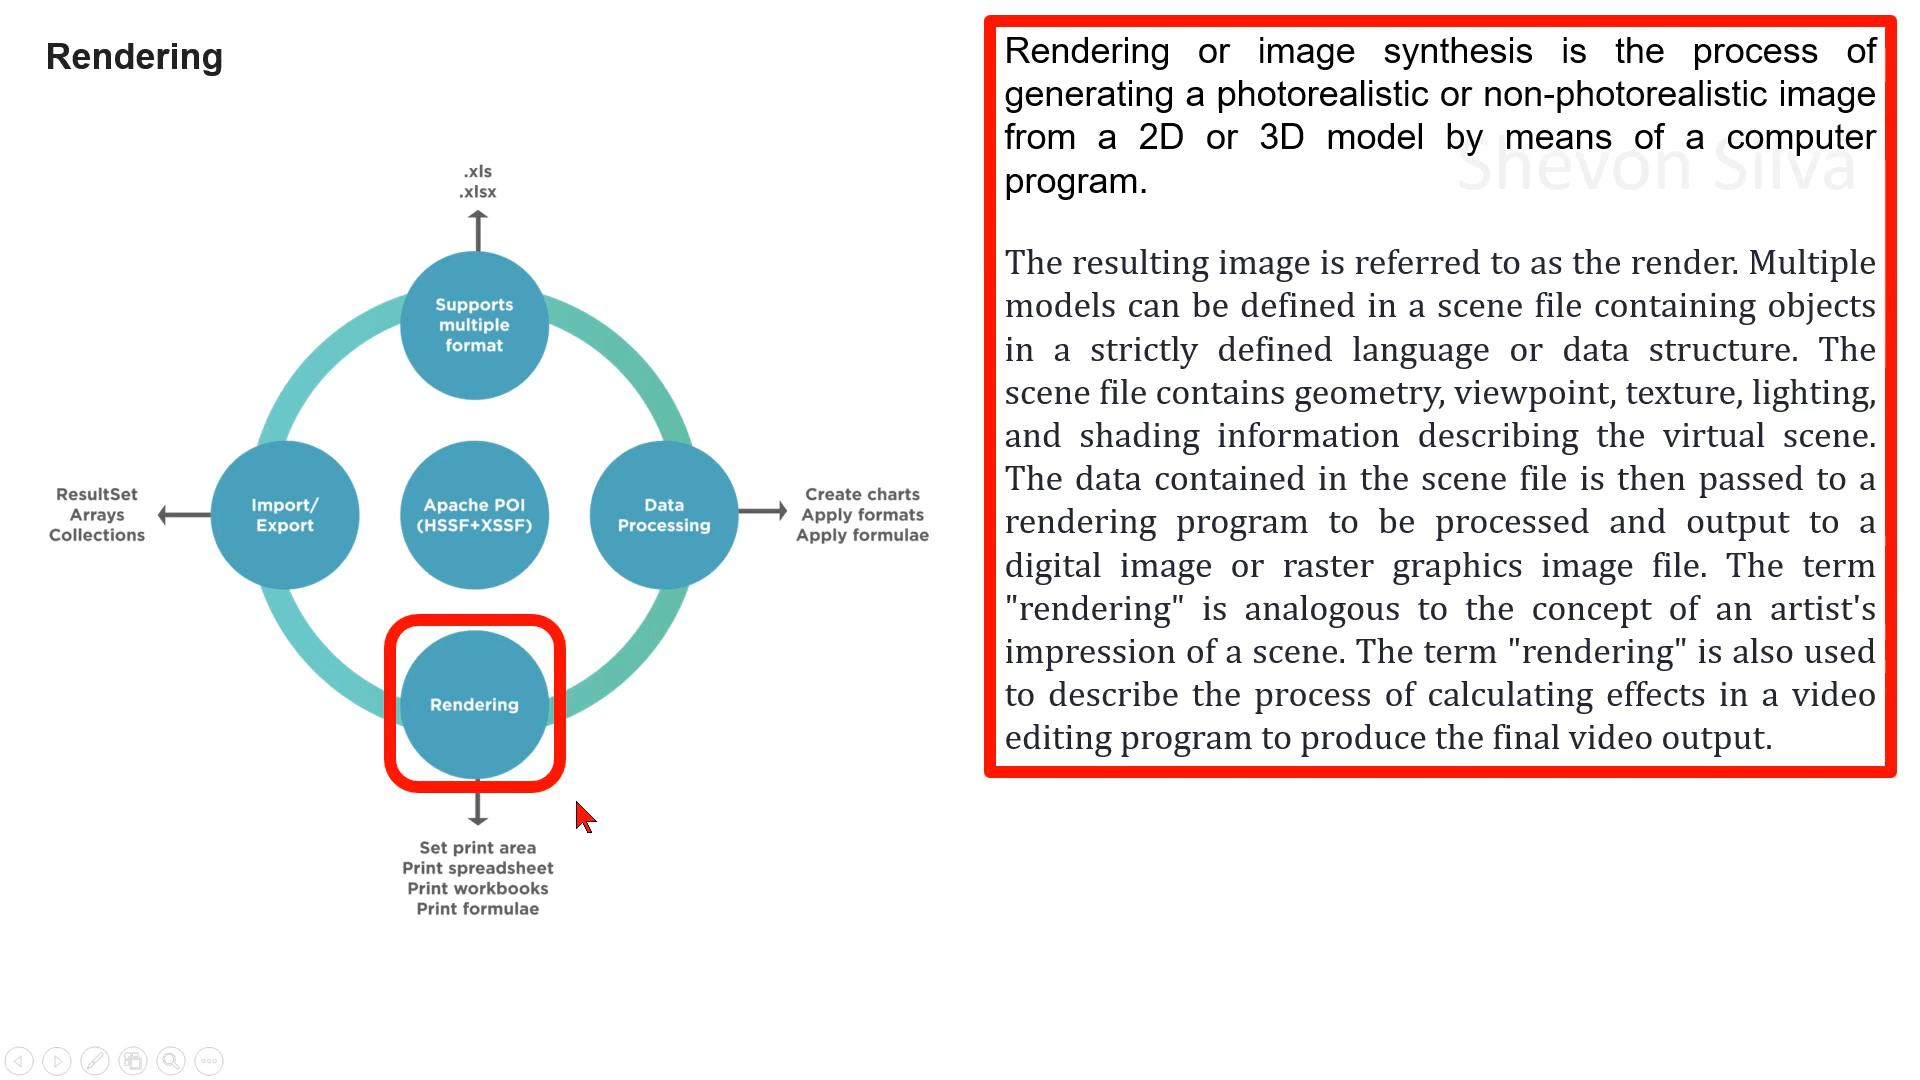 Rendering
.xls
.xlsx
Supports
multiple
format
Import/
Export
Apache POI
(HSSF+XSSF)
Data
Processing
Rendering
ResultSet
Arrays
Collections
Create charts
Apply formats
Apply formulae
Set print area
Print spreadsheet
Print workbooks
Print formulae
Rendering or image synthesis is the process of
generating a photorealistic or non-photorealistic image
from a 2D or 3D model by means of a computer
program.
Shevon Silva
The resulting image is referred to as the render. Multiple
models can be defined in a scene file containing objects
in a strictly defined language or data structure. The
scene file contains geometry, viewpoint, texture, lighting,
and shading information describing the virtual scene.
The data contained in the scene file is then passed to a
rendering program to be processed and output to a
digital image or raster graphics image file. The term
"rendering" is analogous to the concept of an artist's
impression of a scene. The term "rendering" is also used
to describe the process of calculating effects in a video
editing program to produce the final video output.